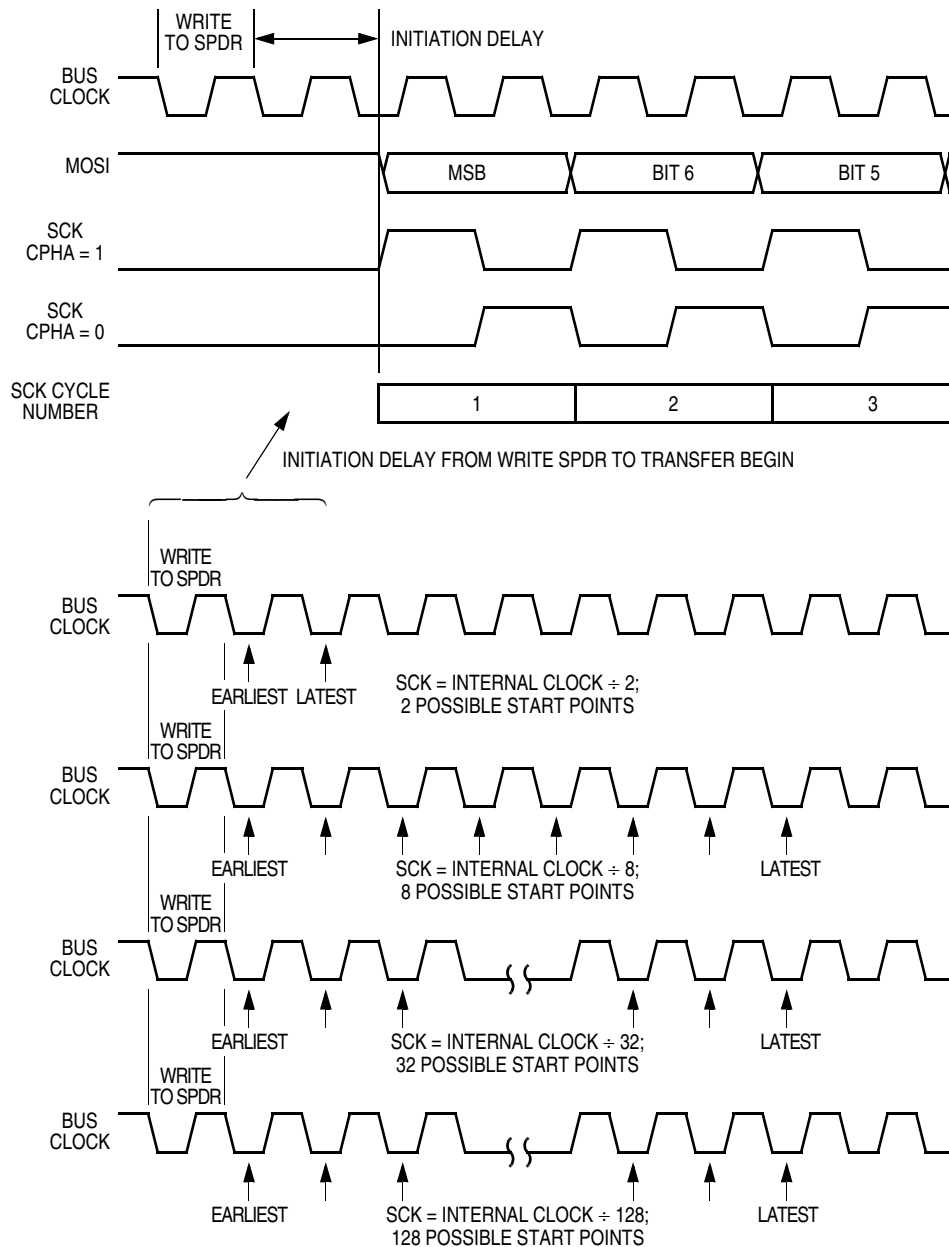 WRITE
TO SPDR
INITIATION DELAY
BUS
CLOCK
MOSI
MSB
BIT 6
BIT 5
SCK
CPHA = 1
SCK
CPHA = 0
SCK CYCLE
NUMBER
1
2
3
INITIATION DELAY FROM WRITE SPDR TO TRANSFER BEGIN
WRITE
TO SPDR
BUS
CLOCK
EARLIEST
LATEST
SCK = INTERNAL CLOCK ÷ 2;
2 POSSIBLE START POINTS
WRITE
TO SPDR
BUS
CLOCK
EARLIEST
SCK = INTERNAL CLOCK ÷ 8;
8 POSSIBLE START POINTS
LATEST
WRITE
TO SPDR
BUS
CLOCK
EARLIEST
SCK = INTERNAL CLOCK ÷ 32;
32 POSSIBLE START POINTS
LATEST
WRITE
TO SPDR
BUS
CLOCK
EARLIEST
SCK = INTERNAL CLOCK ÷ 128;
128 POSSIBLE START POINTS
LATEST